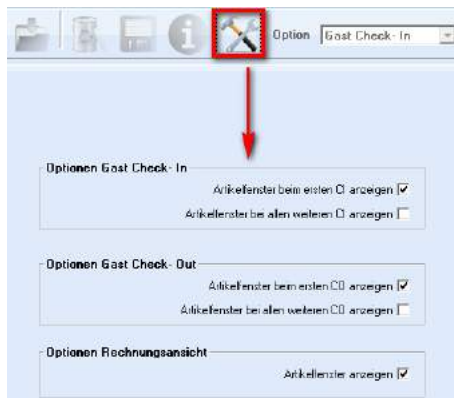 Option Gast Check- In
Optionen Gast Check- In
Artikelfenster beim ersten CI anzeigen
Artikelfenster bei allen weiteren CI anzeigen
Optionen Gast Check- Out
Artikelfenster beim ersten CO anzeigen
Artikelfenster bei allen weiteren CO anzeigen
Optionen Rechnungsansicht
Artikelfenster anzeigen